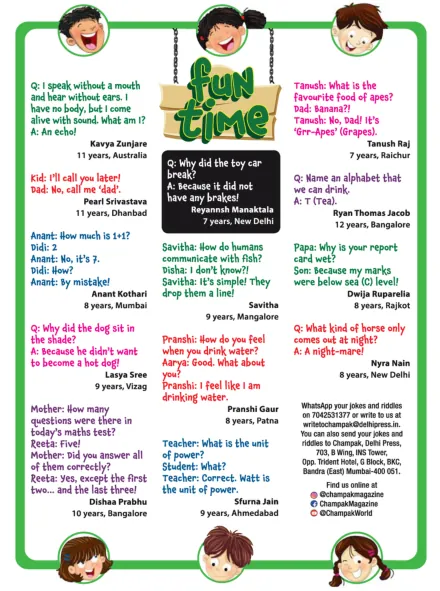 fun
time
Q: I speak without a mouth
and hear without ears. I
have no body, but I come
alive with sound. What am I?
A: An echo!
Kavya Zunjare
11 years, Australia
Kid: I'll call you later!
Dad: No, call me 'dad'.
Pearl Srivastava
11 years, Dhanbad
Anant: How much is 1+1?
Didi: 2
Anant: No, it's 7.
Didi: How?
Anant: By mistake!
Anant Kothari
8 years, Mumbai
Q: Why did the dog sit in
the shade?
A: Because he didn't want
to become a hot dog!
Lasya Sree
9 years, Vizag
Mother: How many
questions were there in
today's maths test?
Reeta: Five!
Mother: Did you answer all
of them correctly?
Reeta: Yes, except the first
two... and the last three!
Dishaa Prabhu
10 years, Bangalore
Q: Why did the toy car
break?
A: Because it did not
have any brakes!
Reyannsh Manaktala
7 years, New Delhi
Savitha: How do humans
communicate with fish?
Disha: I don't know?!
Savitha: It's simple! They
drop them a line!
Savitha
9 years, Mangalore
Pranshi: How do you feel
when you drink water?
Aarya: Good. What about
you?
Pranshi: I feel like I am
drinking water.
Pranshi Gaur
8 years, Patna
Teacher: What is the unit
of power?
Student: What?
Teacher: Correct. Watt is
the unit of power.
Sfurna Jain
9 years, Ahmedabad
Tanush: What is the
favourite food of apes?
Dad: Banana?!
Tanush: No, Dad! It's
'Grr-Apes' (Grapes).
Tanush Raj
7 years, Raichur
Q: Name an alphabet that
we can drink.
A: T (Tea).
Ryan Thomas Jacob
12 years, Bangalore
Papa: Why is your report
card wet?
Son: Because my marks
were below sea (C) level!
Dwija Ruparelia
8 years, Rajkot
Q: What kind of horse only
comes out at night?
A: A night-mare!
Nyra Nain
8 years, New Delhi
WhatsApp your jokes and riddles
on 7042531377 or write to us at
writetochampak@delhipress.in.
You can also send your jokes and
riddles to Champak, Delhi Press,
703, B Wing, INS Tower,
Opp. Trident Hotel, G Block, BKC,
Bandra (East) Mumbai-400 051.
Find us online at
@champakmagazine
ChampakMagazine
@ChampakWorld